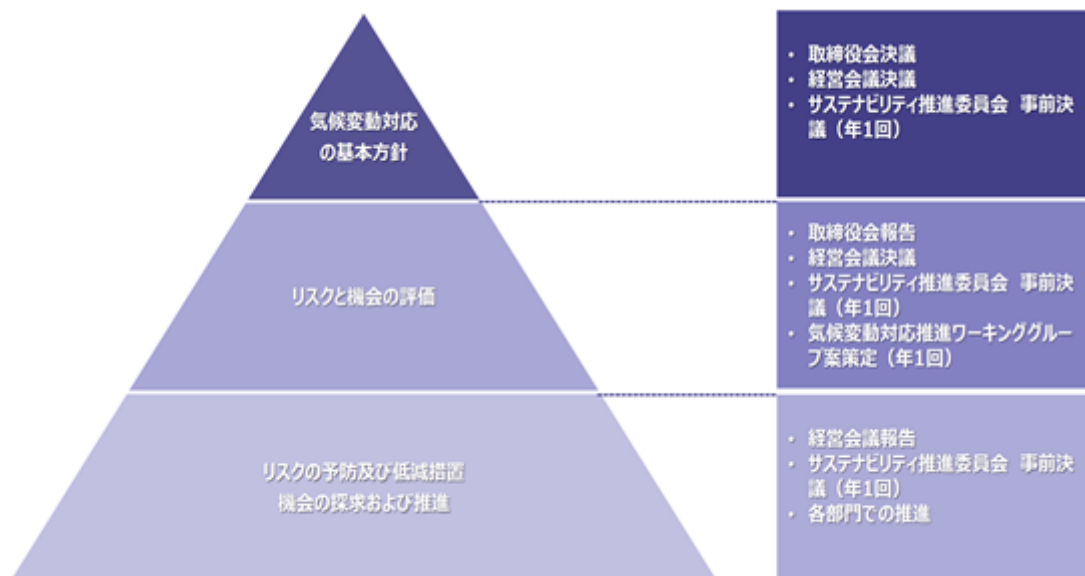 気候変動対応
の基本方針
・ 取締役会決議
・ 経営会議決議
・ サステナビリティ推進委員会 事前決
議（年1回）
リスクと機会の評価
・ 取締役会報告
・ 経営会議決議
・ サステナビリティ推進委員会 事前決
議（年1回）
・ 気候変動対応推進ワーキンググルー
プ案策定（年1回）
リスクの予防及び低減措置
機会の探求および推進
・ 経営会議報告
・ サステナビリティ推進委員会 事前決
議（年1回）
・ 各部門での推進